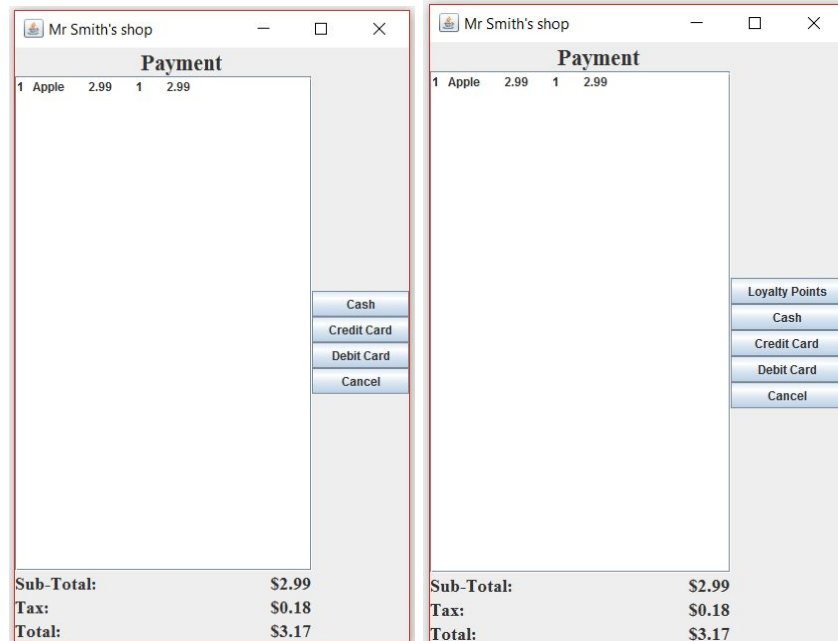 Mr Smith's shop
Payment
1 Apple 2.99 1 2.99
Cash
Credit Card
Debit Card
Cancel
Sub-Total: $2.99
Tax: $0.18
Total: $3.17
Mr Smith's shop
Payment
1 Apple 2.99 1 2.99
Loyalty Points
Cash
Credit Card
Debit Card
Cancel
Sub-Total: $2.99
Tax: $0.18
Total: $3.17